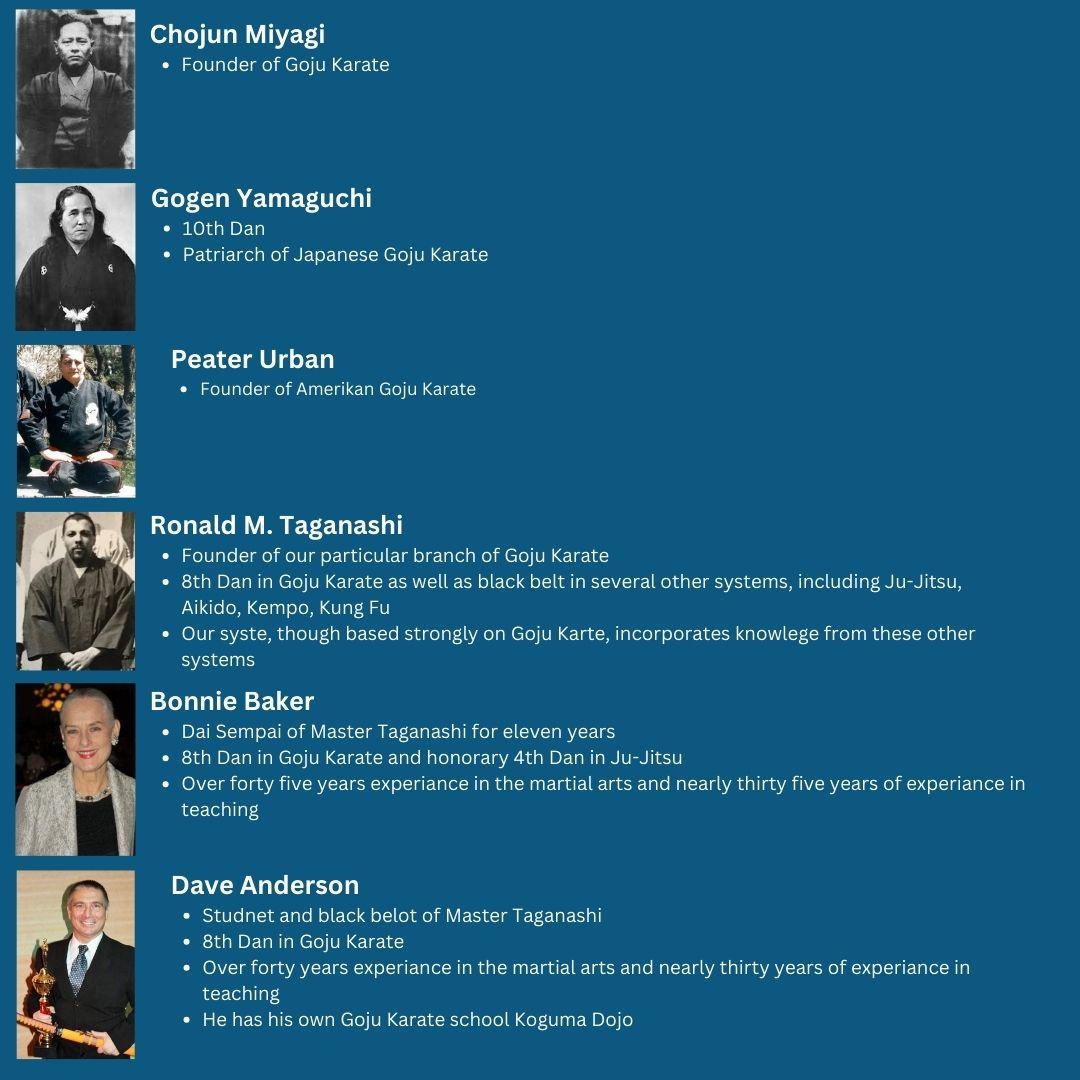 Chojun Miyagi
• Founder of Goju Karate
Gogen Yamaguchi
• 10th Dan
• Patriarch of Japanese Goju Karate
Peater Urban
• Founder of Amerikan Goju Karate
Ronald M. Taganashi
• Founder of our particular branch of Goju Karate
• 8th Dan in Goju Karate as well as black belt in several other systems, including Ju-Jitsu,
Aikido, Kempo, Kung Fu
• Our syste, though based strongly on Goju Karte, incorporates knowlege from these other
systems
Bonnie Baker
• Dai Sempai of Master Taganashi for eleven years
• 8th Dan in Goju Karate and honorary 4th Dan in Ju-Jitsu
• Over forty five years experiance in the martial arts and nearly thirty five years of experiance in
teaching
Dave Anderson
• Studnet and black belot of Master Taganashi
• 8th Dan in Goju Karate
• Over forty years experiance in the martial arts and nearly thirty years of experiance in
teaching
• He has his own Goju Karate school Koguma Dojo